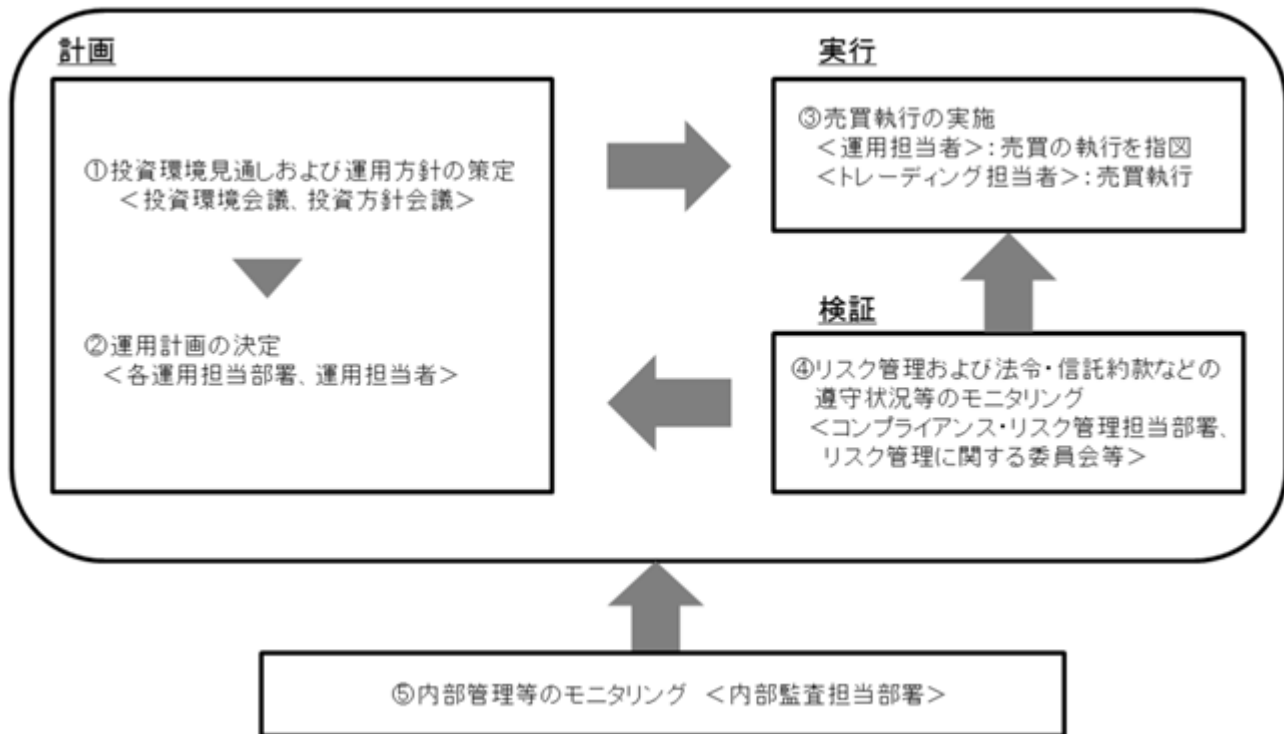 計画
①投資環境見通しおよび運用方針の策定
＜投資環境会議、投資方針会議＞
②運用計画の決定
＜各運用担当部署、運用担当者＞
実行
③売買執行の実施
＜運用担当者＞：売買の執行を指図
＜トレーディング担当者＞：売買執行
検証
④リスク管理および法令・信託約款などの
遵守状況等のモニタリング
＜コンプライアンス・リスク管理担当部署、
リスク管理に関する委員会等＞
⑤内部管理等のモニタリング ＜内部監査担当部署＞